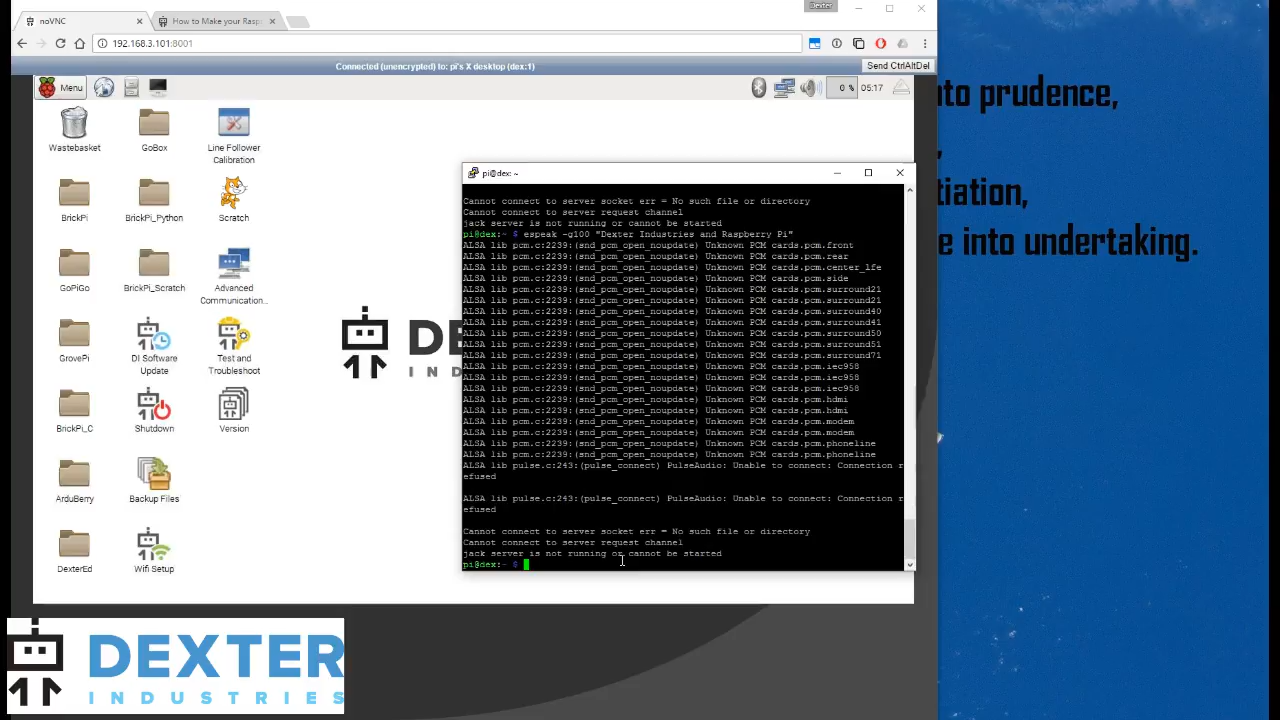 Dexter
noVNC
How to Make your Rasp
192.168.3.101:8001
Connected (unencrypted) to: pi's X desktop (dex:1)
Send CtrlAltDel
Menu
0 %
05:17
Wastebasket
GoBox
Line Follower
Calibration
BrickPi
BrickPi_Python
Scratch
GoPiGo
BrickPi_Scratch
Advanced
Communication...
GrovePi
DI Software
Update
Test and
Troubleshoot
BrickPi_C
Shutdown
Version
ArduBerry
Backup Files
DexterEd
Wifi Setup
DE
IND
pi@dex: ~
Cannot connect to server socket err = No such file or directory
Cannot connect to server request channel
jack server is not running or cannot be started
pi@dex:~ $ espeak -g100 "Dexter Industries and Raspberry Pi"
ALSA lib pcm.c:2239:(snd_pcm_open_noupdate) Unknown PCM cards.pcm.front
ALSA lib pcm.c:2239:(snd_pcm_open_noupdate) Unknown PCM cards.pcm.rear
ALSA lib pcm.c:2239:(snd_pcm_open_noupdate) Unknown PCM cards.pcm.center_lfe
ALSA lib pcm.c:2239:(snd_pcm_open_noupdate) Unknown PCM cards.pcm.side
ALSA lib pcm.c:2239:(snd_pcm_open_noupdate) Unknown PCM cards.pcm.surround21
ALSA lib pcm.c:2239:(snd_pcm_open_noupdate) Unknown PCM cards.pcm.surround21
ALSA lib pcm.c:2239:(snd_pcm_open_noupdate) Unknown PCM cards.pcm.surround40
ALSA lib pcm.c:2239:(snd_pcm_open_noupdate) Unknown PCM cards.pcm.surround41
ALSA lib pcm.c:2239:(snd_pcm_open_noupdate) Unknown PCM cards.pcm.surround50
ALSA lib pcm.c:2239:(snd_pcm_open_noupdate) Unknown PCM cards.pcm.surround51
ALSA lib pcm.c:2239:(snd_pcm_open_noupdate) Unknown PCM cards.pcm.surround71
ALSA lib pcm.c:2239:(snd_pcm_open_noupdate) Unknown PCM cards.pcm.iec958
ALSA lib pcm.c:2239:(snd_pcm_open_noupdate) Unknown PCM cards.pcm.iec958
ALSA lib pcm.c:2239:(snd_pcm_open_noupdate) Unknown PCM cards.pcm.iec958
ALSA lib pcm.c:2239:(snd_pcm_open_noupdate) Unknown PCM cards.pcm.hdmi
ALSA lib pcm.c:2239:(snd_pcm_open_noupdate) Unknown PCM cards.pcm.hdmi
ALSA lib pcm.c:2239:(snd_pcm_open_noupdate) Unknown PCM cards.pcm.modem
ALSA lib pcm.c:2239:(snd_pcm_open_noupdate) Unknown PCM cards.pcm.modem
ALSA lib pcm.c:2239:(snd_pcm_open_noupdate) Unknown PCM cards.pcm.phoneline
ALSA lib pcm.c:2239:(snd_pcm_open_noupdate) Unknown PCM cards.pcm.phoneline
ALSA lib pulse.c:243:(pulse_connect) PulseAudio: Unable to connect: Connection r
efused
ALSA lib pulse.c:243:(pulse_connect) PulseAudio: Unable to connect: Connection r
efused
Cannot connect to server socket err = No such file or directory
Cannot connect to server request channel
jack server is not running or cannot be started
pi@dex:~ $
nto prudence,
,
tiation,
e into undertaking.
DEXTER
INDUSTRIES